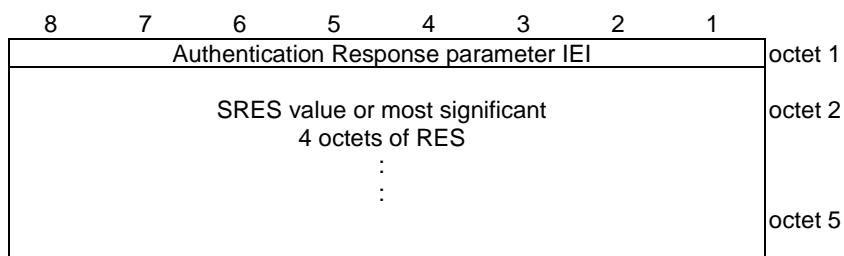 8 7 6 5 4 3 2 1
Authentication Response parameter IEI octet 1
SRES value or most significant octet 2
4 octets of RES
:
:
octet 5